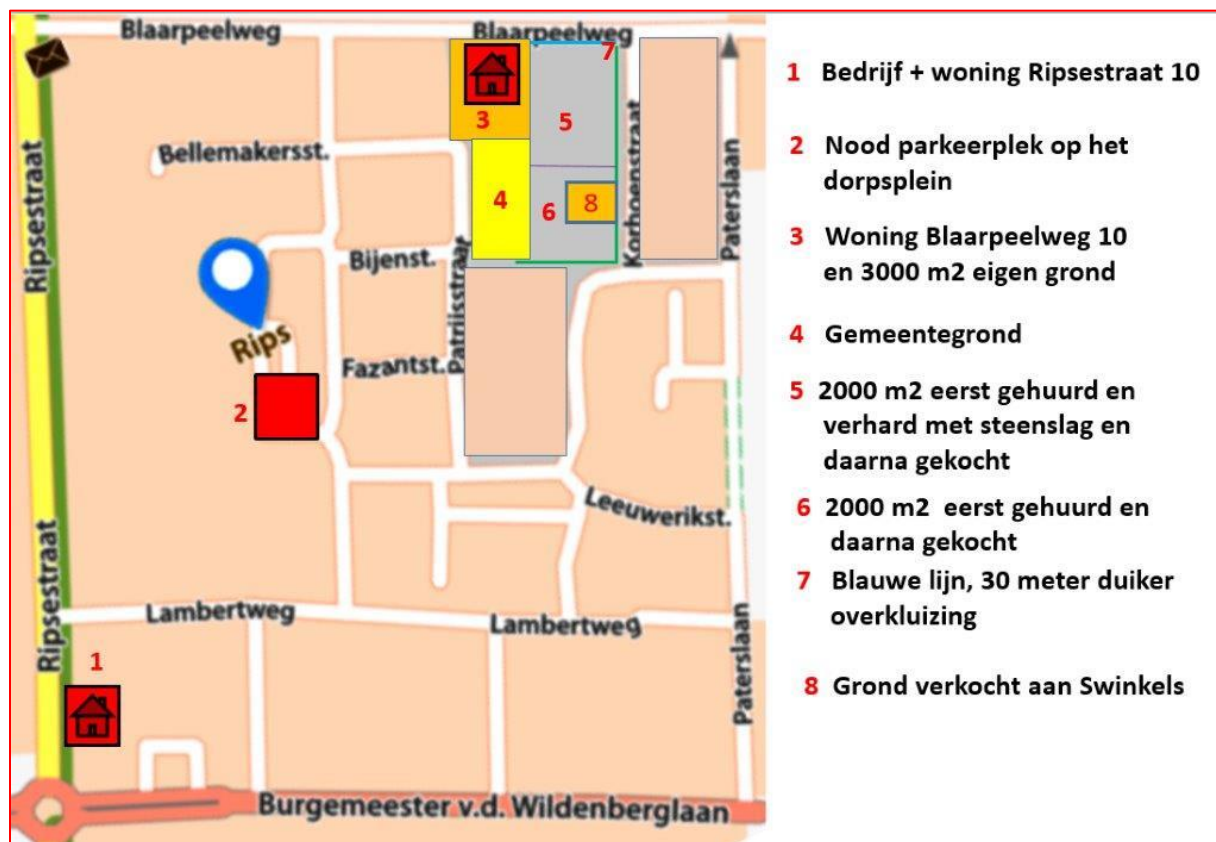 Blaarpeelweg
Blaarpeelweg
7
3
5
Bellemakersst.
4
6
8
Ripsestraat
Korhoenstraat
Paterslaan
Bijenst.
Patrijsstraat
Rips
Fazantst.
2
Leeuwerikst.
Lambertweg
Lambertweg
Ripsestraat
1
Paterslaan
Burgemeester v.d. Wildenberglaan
1 Bedrijf + woning Ripsestraat 10
2 Nood parkeerplek op het
dorpsplein
3 Woning Blaarpeelweg 10
en 3000 m2 eigen grond
4 Gemeentegrond
5 2000 m2 eerst gehuurd en
verhard met steenslag en
daarna gekocht
6 2000 m2 eerst gehuurd en
daarna gekocht
7 Blauwe lijn, 30 meter duiker
overkluizing
8 Grond verkocht aan Swinkels